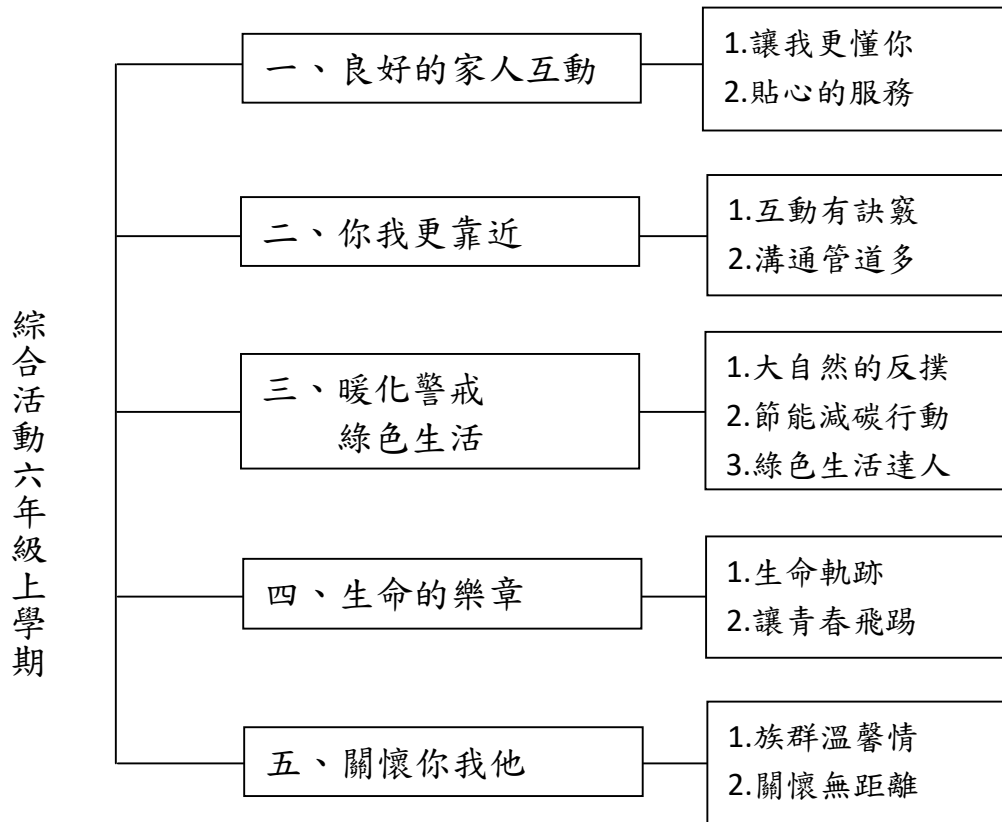 綜合活動六年級上學期
一、良好的家人互動
1.讓我更懂你
2.貼心的服務
二、你我更靠近
1.互動有訣竅
2.溝通管道多
三、暖化警戒
綠色生活
1.大自然的反撲
2.節能減碳行動
3.綠色生活達人
四、生命的樂章
1.生命軌跡
2.讓青春飛踢
五、關懷你我他
1.族群溫馨情
2.關懷無距離